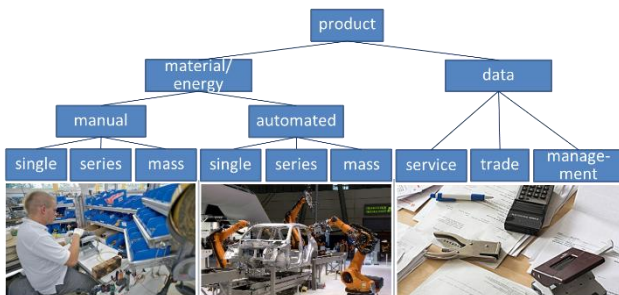 product
material/
energy
data
manual
automated
single
series
mass
single
series
mass
service
trade
manage-
ment